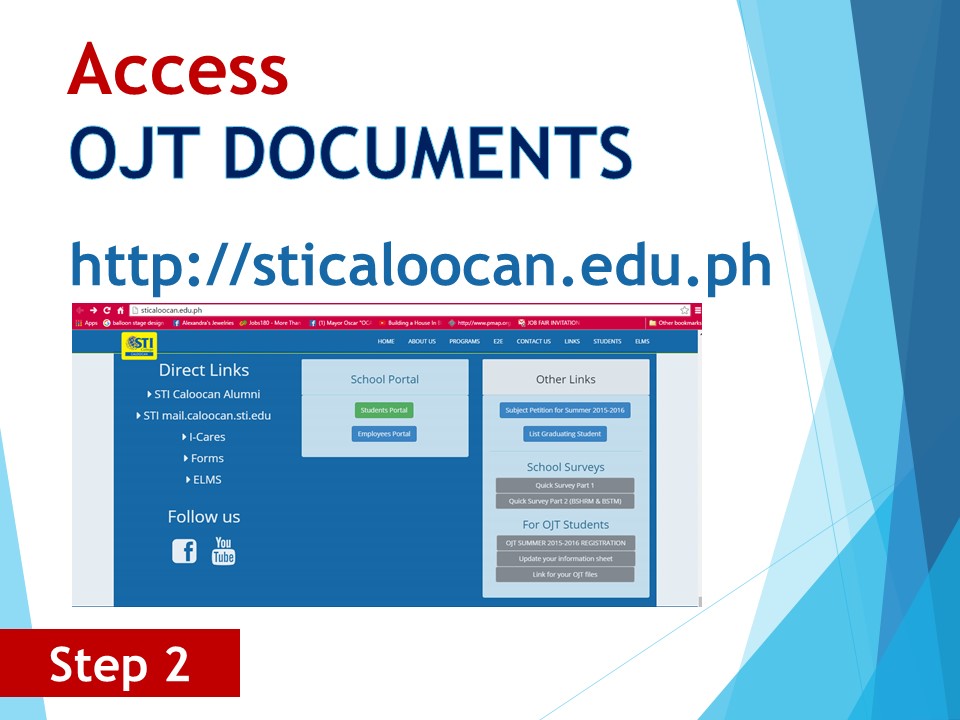 Access
OJT DOCUMENTS
http://sticaloocan.edu.ph
sticaloocan.edu.ph
Apps balloon stage design Alexandra's Jewelries Jobs180 - More Than (1) Mayor Oscar "OCA Building a House In B http://www.pmap.org JOB FAIR INVITATION Other bookmarks
STI
HOME ABOUT US PROGRAMS E2E CONTACT US LINKS STUDENTS ELMS
Direct Links
STI Caloocan Alumni
STI mail.caloocan.sti.edu
I-Cares
Forms
ELMS
Follow us
You
Tube
School Portal
Students Portal
Employees Portal
Other Links
Subject Petition for Summer 2015-2016
List Graduating Student
School Surveys
Quick Survey Part 1
Quick Survey Part 2 (BSHRM & BSTM)
For OJT Students
OJT SUMMER 2015-2016 REGISTRATION
Update your information sheet
Link for your OJT files
Step 2